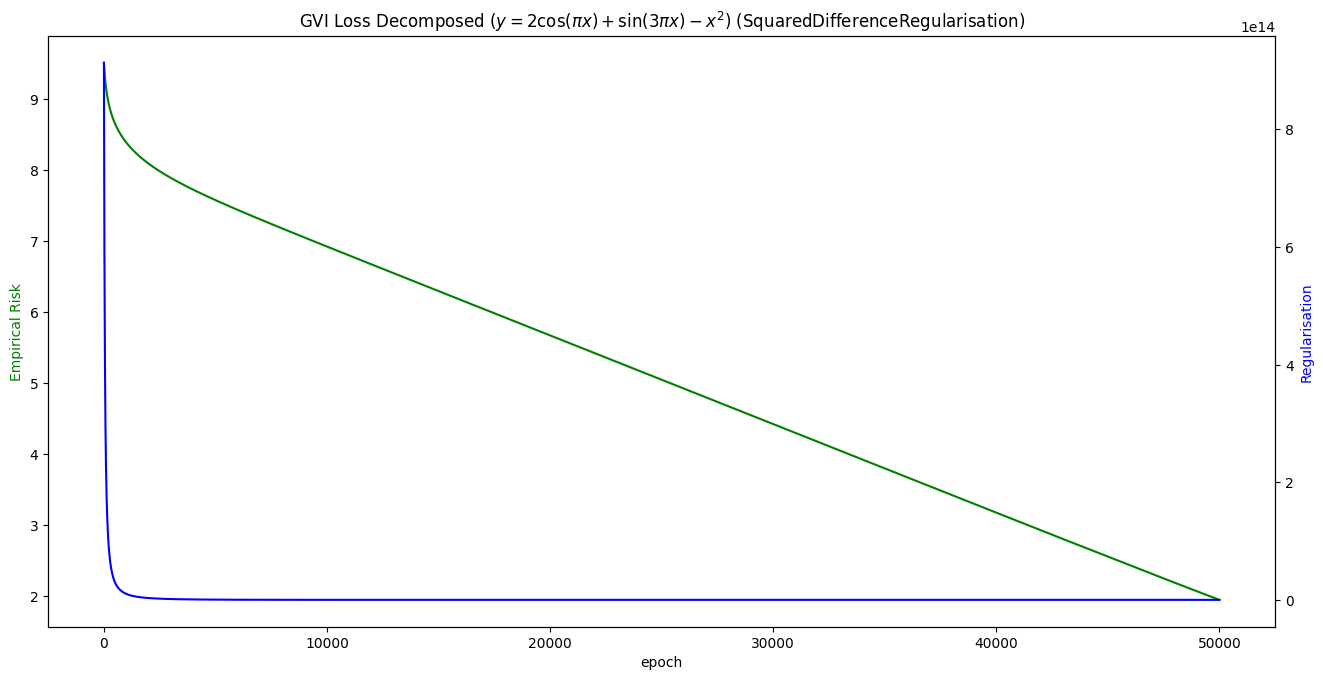 GVI Loss Decomposed (y = 2cos(πx) + sin(3πx) − x²) (SquaredDifferenceRegularisation)
1e14
9
8
7
6
5
4
3
2
Empirical Risk
8
6
4
2
0
Regularisation
0 10000 20000 30000 40000 50000
epoch